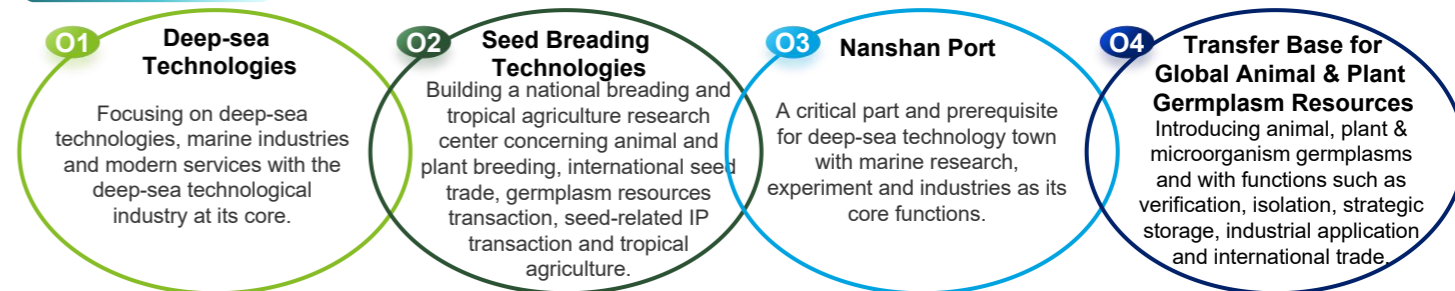 O1
Deep-sea
Technologies
Focusing on deep-sea
technologies, marine industries
and modern services with the
deep-sea technological
industry at its core.
O2
Seed Breading
Technologies
Building a national breading and
tropical agriculture research
center concerning animal and
plant breeding, international seed
trade, germplasm resources
transaction, seed-related IP
transaction and tropical
agriculture.
O3
Nanshan Port
A critical part and prerequisite
for deep-sea technology town
with marine research,
experiment and industries as its
core functions.
O4
Transfer Base for
Global Animal & Plant
Germplasm Resources
Introducing animal, plant &
microorganism germplasms
and with functions such as
verification, isolation, strategic
storage, industrial application
and international trade.